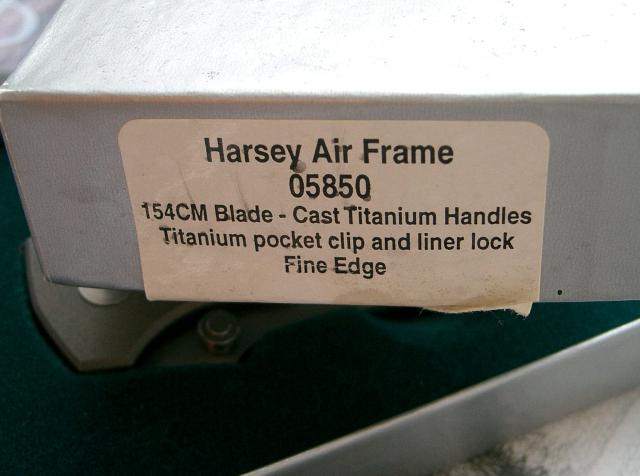 Harsey Air Frame
05850
154CM Blade - Cast Titanium Handles
Titanium pocket clip and liner lock
Fine Edge